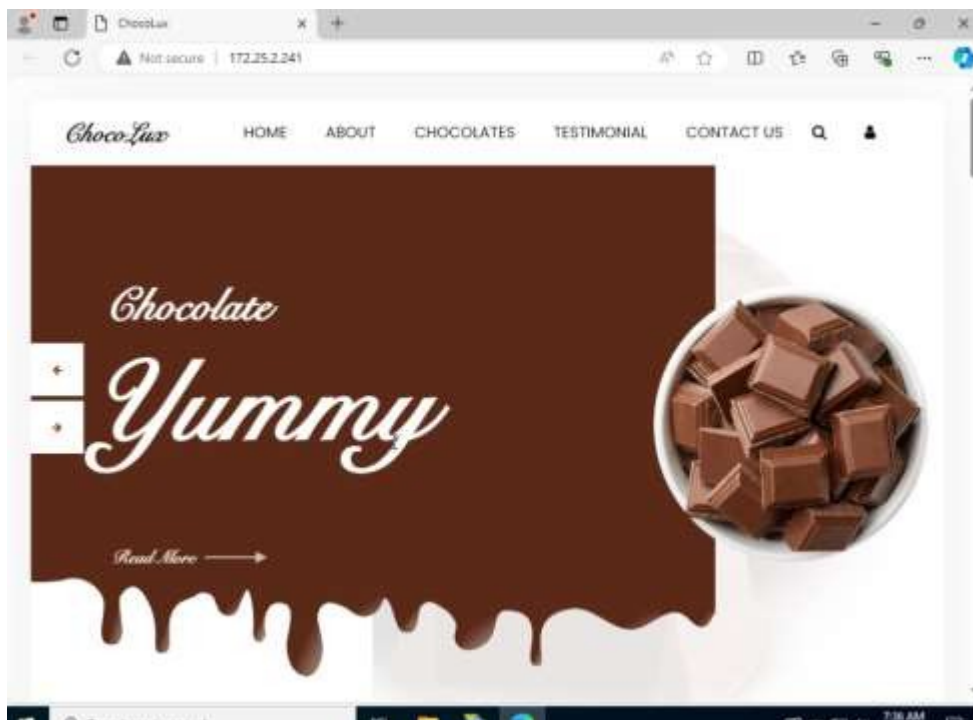 ChocoLux
Not secure 172.25.2.241
ChocoLux HOME ABOUT CHOCOLATES TESTIMONIAL CONTACT US
Chocolate
Yummy
Read More
7:26 AM